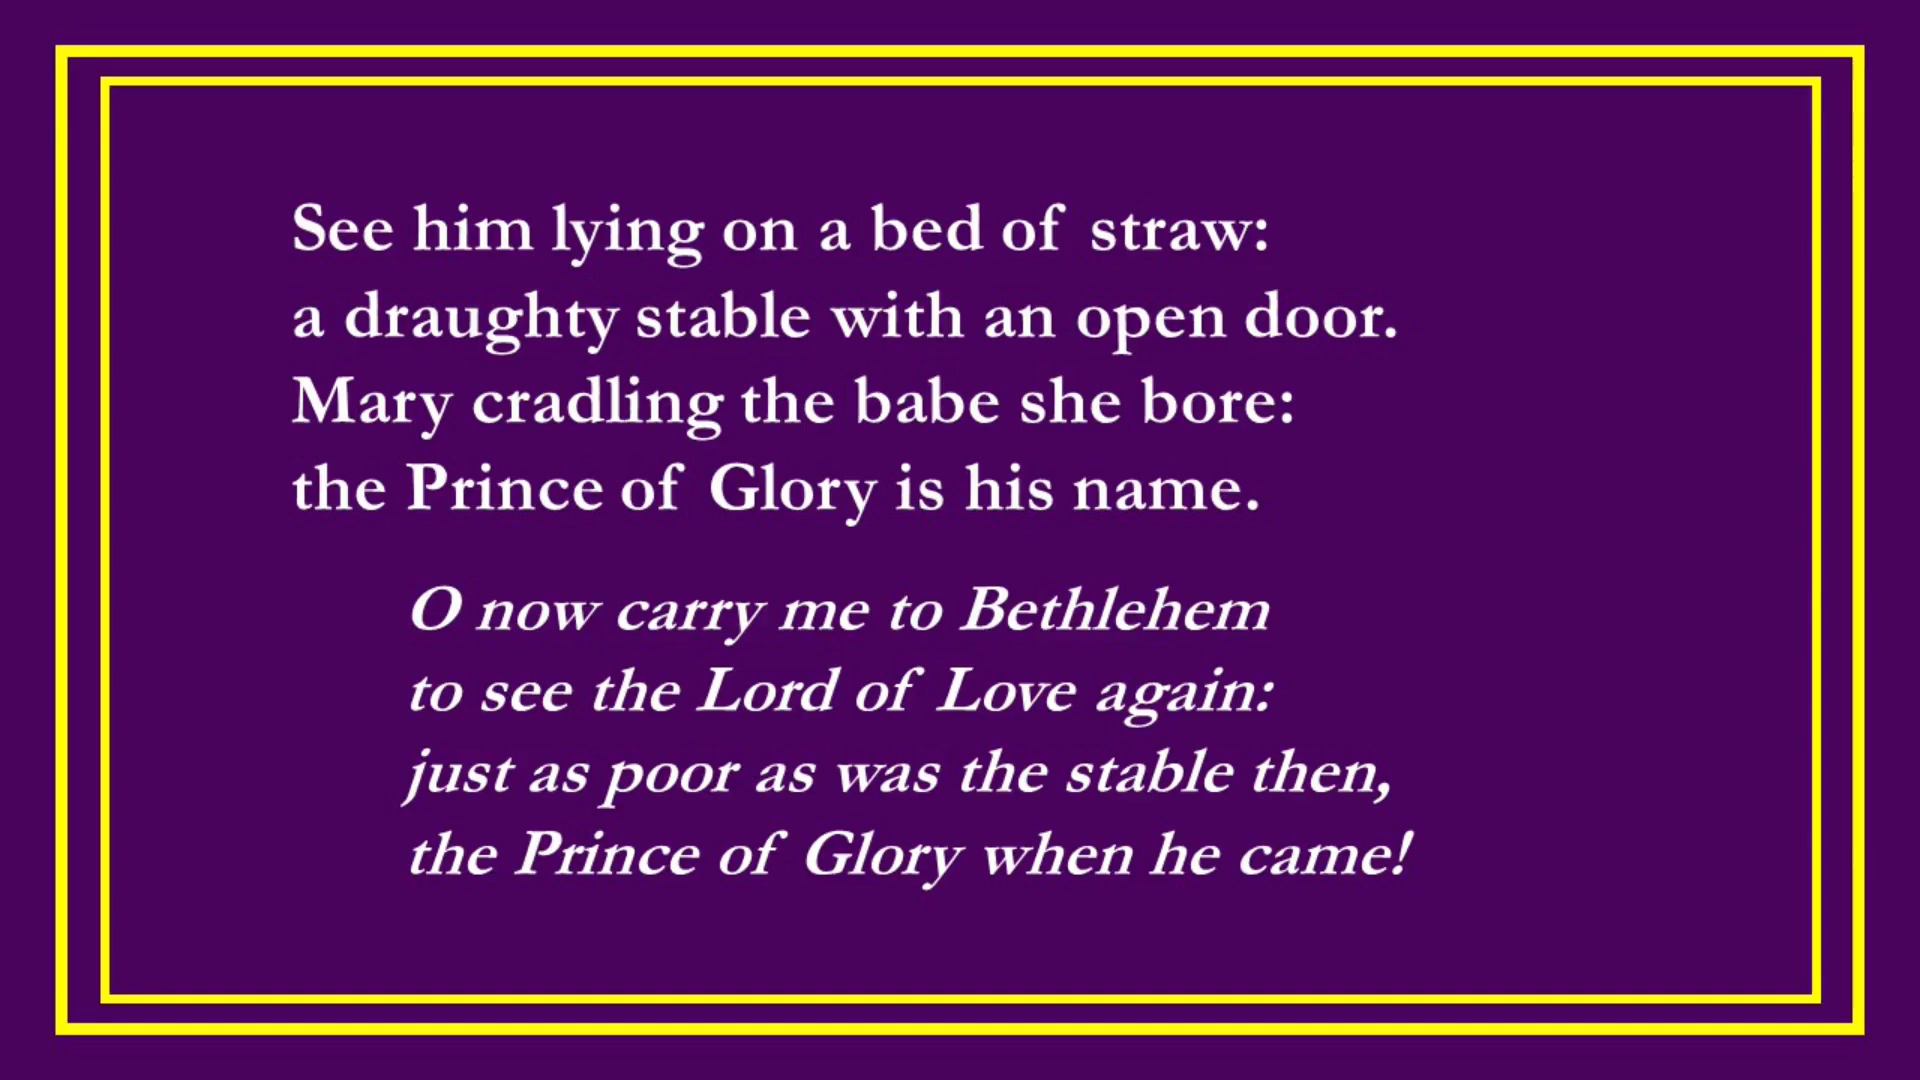 See him lying on a bed of straw:
a draughty stable with an open door.
Mary cradling the babe she bore:
the Prince of Glory is his name.
O now carry me to Bethlehem
to see the Lord of Love again:
just as poor as was the stable then,
the Prince of Glory when he came!